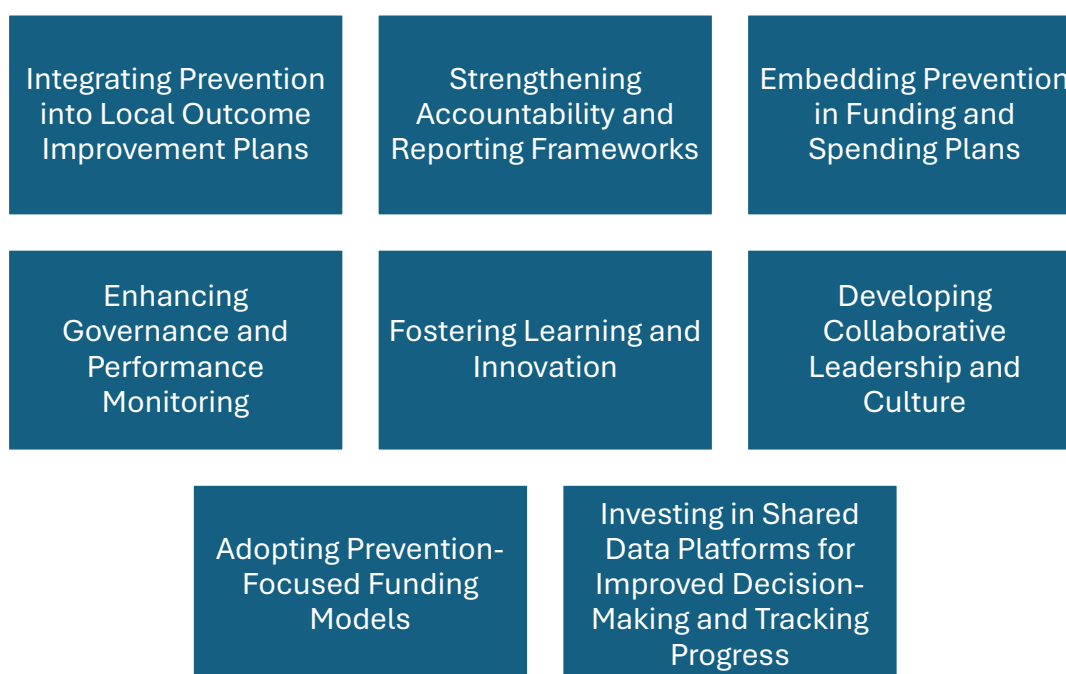 Integrating Prevention
into Local Outcome
Improvement Plans
Strengthening
Accountability and
Reporting Frameworks
Embedding Prevention
in Funding and
Spending Plans
Enhancing
Governance and
Performance
Monitoring
Fostering Learning and
Innovation
Developing
Collaborative
Leadership and
Culture
Adopting Prevention-
Focused Funding
Models
Investing in Shared
Data Platforms for
Improved Decision-
Making and Tracking
Progress